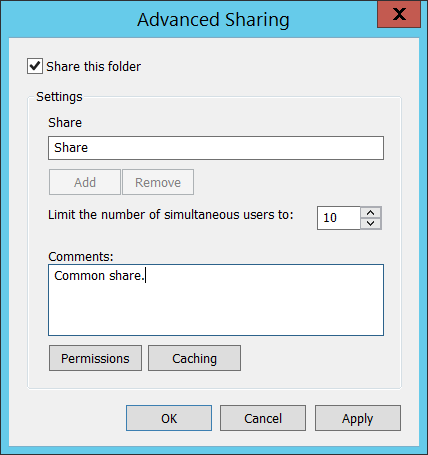 Advanced Sharing
X
Share this folder
Settings
Share
Share
Add Remove
Limit the number of simultaneous users to: 10
Comments:
Common share.
Permissions Caching
OK Cancel Apply